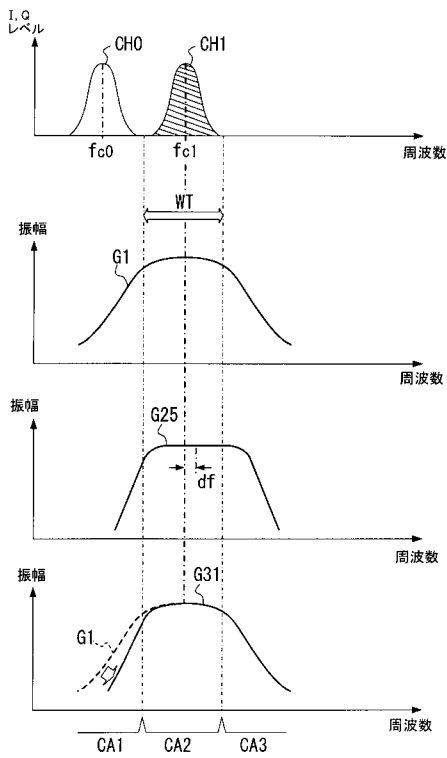 I, Q
レベル
CH0
CH1
fc0
fc1
周波数
WT
振幅
G1
周波数
振幅
G25
df
周波数
振幅
G1
G31
周波数
CA1
CA2
CA3